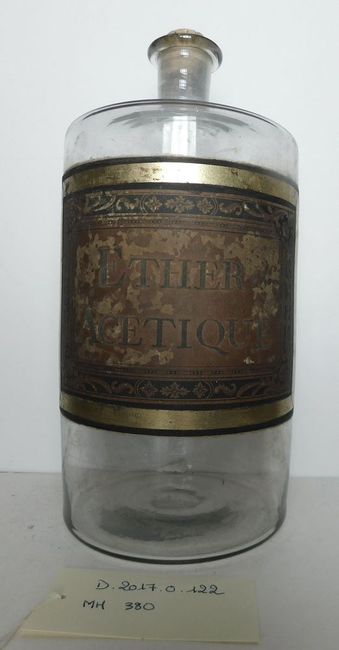 ETHER
ACETIQUE
D.2017.0.122
MH 380